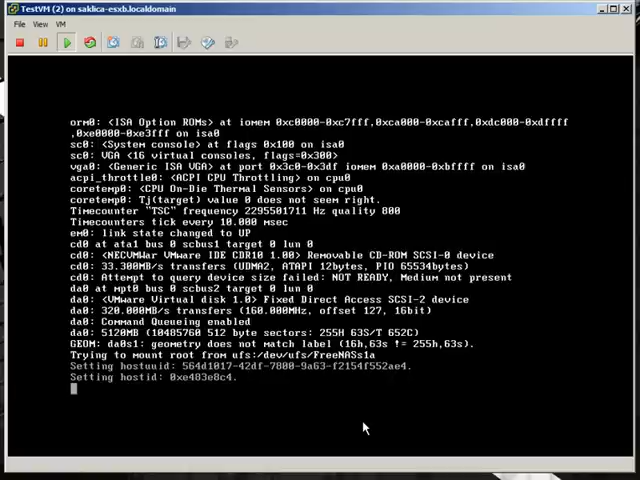 TestVM (2) on saklica-esxb.localdomain
File View VM
orm0: <ISA Option ROMs> at iomem 0xc0000-0xc7fff,0xca000-0xcafff,0xdc000-0xdffff
,0xe0000-0xe3fff on isa0
sc0: <System console> at flags 0x100 on isa0
sc0: VGA <16 virtual consoles, flags=0x300>
vga0: <Generic ISA VGA> at port 0x3c0-0x3df iomem 0xa0000-0xbffff on isa0
acpi_throttle0: <ACPI CPU Throttling> on cpu0
coretemp0: <CPU On-Die Thermal Sensors> on cpu0
coretemp0: Tj(target) value 0 does not seem right.
Timecounter "TSC" frequency 2295501711 Hz quality 800
Timecounters tick every 10.000 msec
em0: link state changed to UP
cd0 at ata1 bus 0 scbus1 target 0 lun 0
cd0: <NECVMWar VMware IDE CDR10 1.00> Removable CD-ROM SCSI-0 device
cd0: 33.300MB/s transfers (UDMA2, ATAPI 12bytes, PIO 65534bytes)
cd0: Attempt to query device size failed: NOT READY, Medium not present
da0 at mpt0 bus 0 scbus2 target 0 lun 0
da0: <VMware Virtual disk 1.0> Fixed Direct Access SCSI-2 device
da0: 320.000MB/s transfers (160.000MHz, offset 127, 16bit)
da0: Command Queueing enabled
da0: 5120MB (10485760 512 byte sectors: 255H 63S/T 652C)
GEOM: da0s1: geometry does not match label (16h,63s != 255h,63s).
Trying to mount root from ufs:/dev/ufs/FreeNASs1a
Setting hostuuid: 564d1017-42df-7800-9a63-f2154f552ae4.
Setting hostid: 0xe483e8c4.